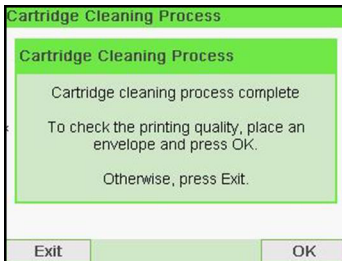 Cartridge Cleaning Process
Cartridge Cleaning Process
Cartridge cleaning process complete
To check the printing quality, place an
envelope and press OK.
Otherwise, press Exit.
Exit
OK